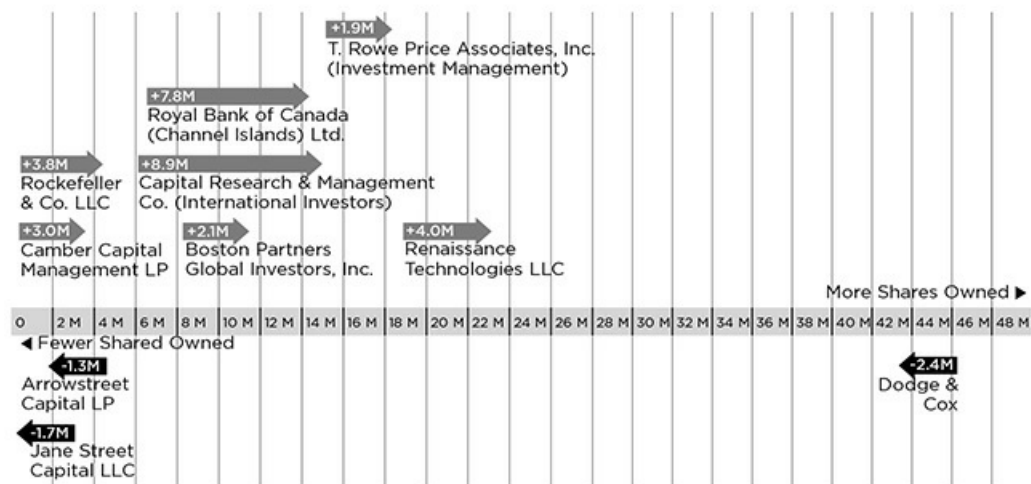 +1.9M
T. Rowe Price Associates, Inc.
(Investment Management)
+7.8M
Royal Bank of Canada
(Channel Islands) Ltd.
+3.8M
Rockefeller
& Co. LLC
+8.9M
Capital Research & Management
Co. (International Investors)
+3.0M
Camber Capital
Management LP
+2.1M
Boston Partners
Global Investors, Inc.
+4.0M
Renaissance
Technologies LLC
More Shares Owned ▶
0 2 M 4 M 6 M 8 M 10 M 12 M 14 M 16 M 18 M 20 M 22 M 24 M 26 M 28 M 30 M 32 M 34 M 36 M 38 M 40 M 42 M 44 M 46 M 48 M
◀ Fewer Shared Owned
-1.3M
Arrowstreet
Capital LP
-2.4M
Dodge &
Cox
-1.7M
Jane Street
Capital LLC